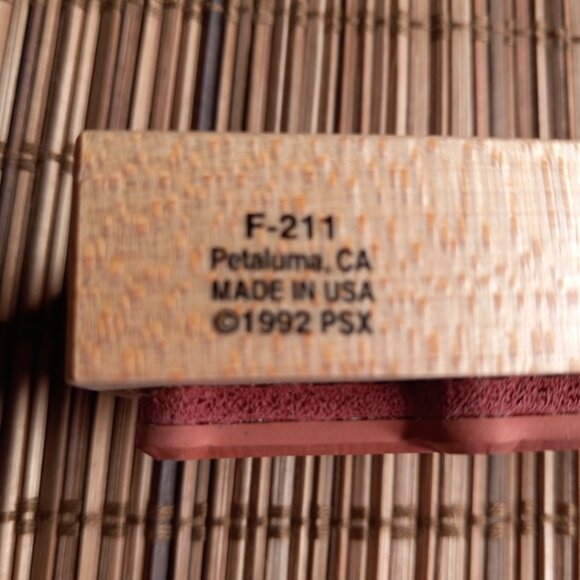 F-211
Petaluma, CA
MADE IN USA
©1992 PSX